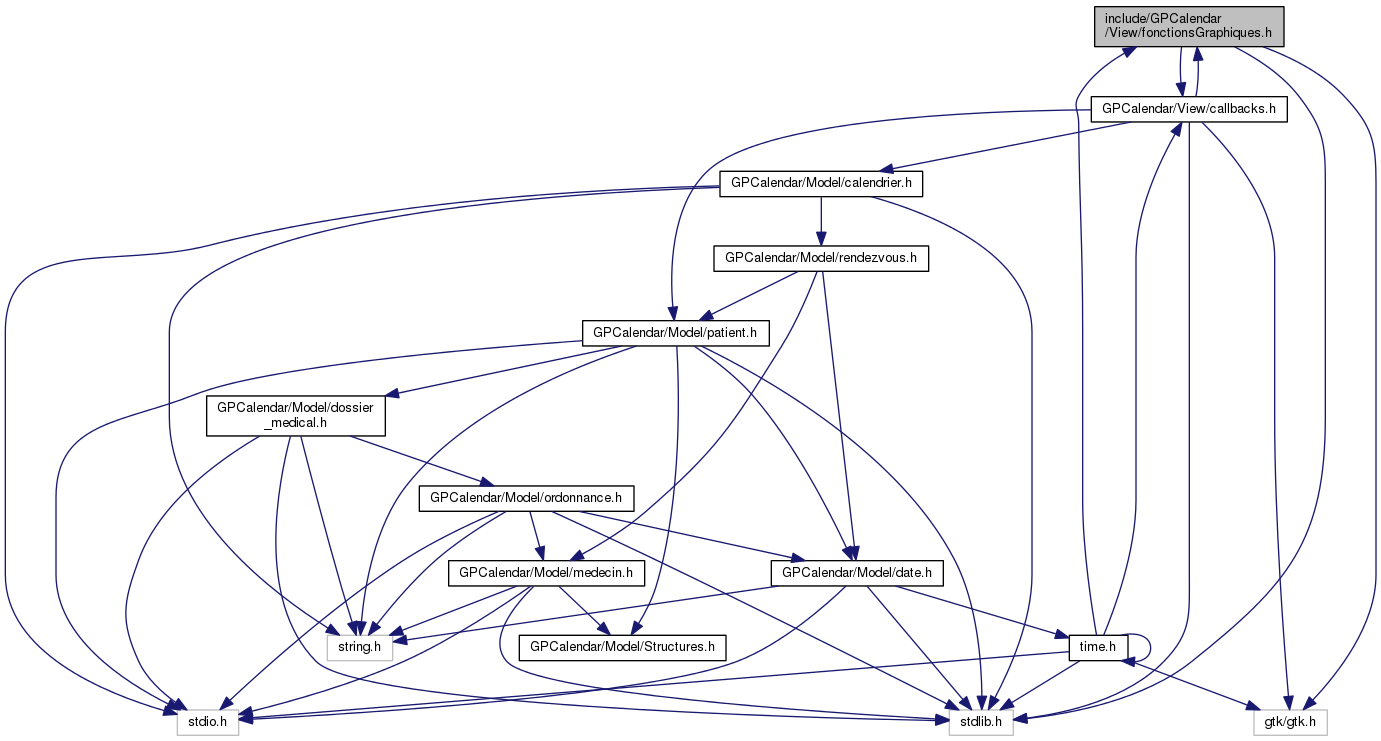 include/GPCalendar
/View/fonctionsGraphiques.h
GPCalendar/View/callbacks.h
GPCalendar/Model/calendrier.h
GPCalendar/Model/rendezvous.h
GPCalendar/Model/patient.h
GPCalendar/Model/dossier
_medical.h
GPCalendar/Model/ordonnance.h
GPCalendar/Model/medecin.h
GPCalendar/Model/date.h
string.h
GPCalendar/Model/Structures.h
time.h
stdio.h
stdlib.h
gtk/gtk.h